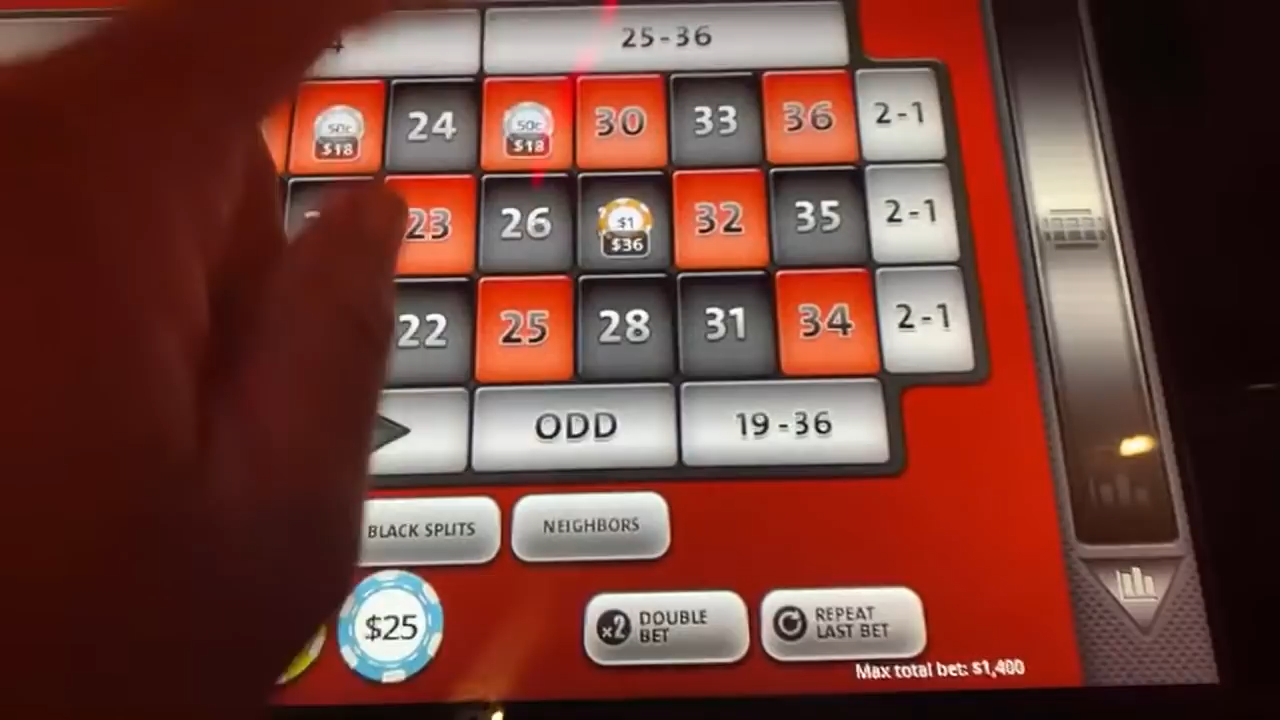 4
25-36
50c
$18
24
50c
$18
30
33
36
2-1
23
26
$1
$36
32
35
2-1
22
25
28
31
34
2-1
ODD
19-36
BLACK SPLITS
NEIGHBORS
$25
x2 DOUBLE
BET
REPEAT
LAST BET
Max total bet: $1,400